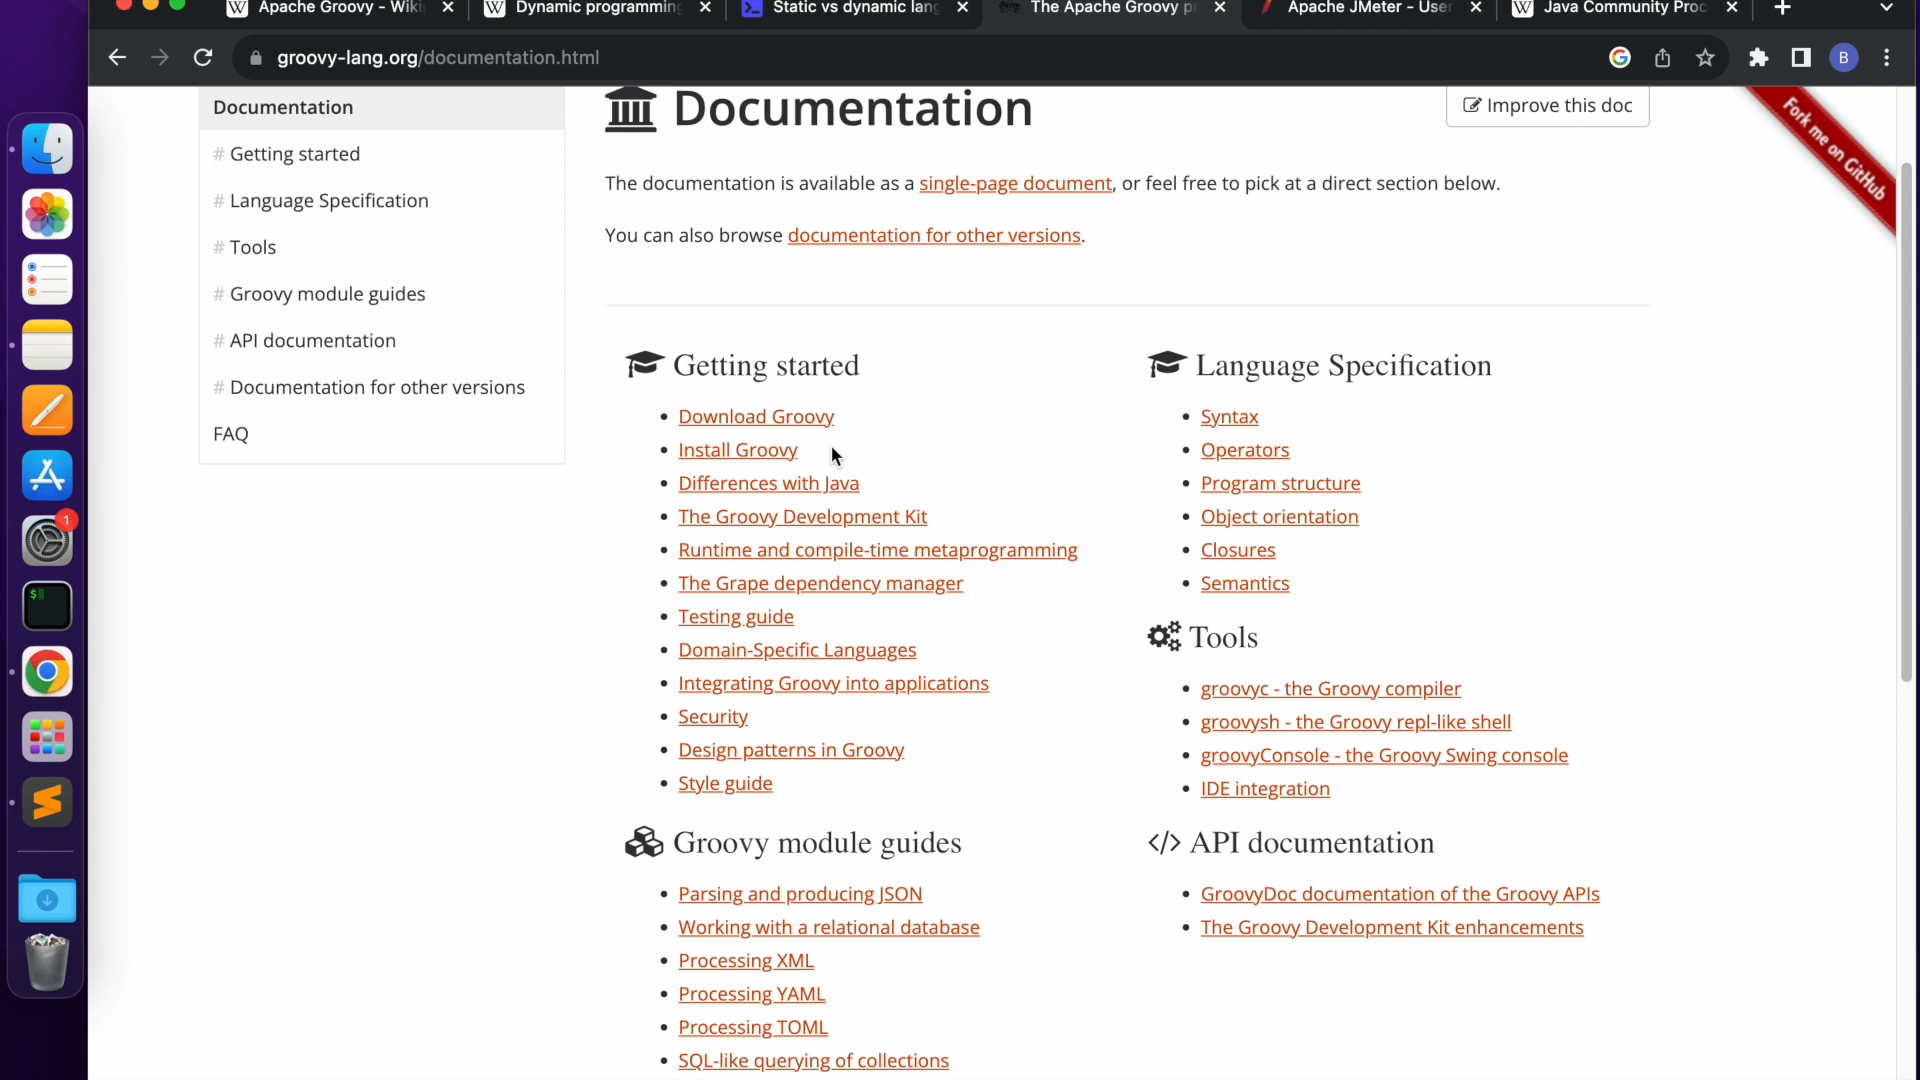 Apache Groovy - Wiki
Dynamic programming
Static vs dynamic lang
The Apache Groovy p
Apache JMeter - User
Java Community Proc
groovy-lang.org/documentation.html
B
Documentation
# Getting started
# Language Specification
# Tools
# Groovy module guides
# API documentation
# Documentation for other versions
FAQ
Documentation
Improve this doc
Fork me on GitHub
The documentation is available as a single-page document, or feel free to pick at a direct section below.
You can also browse documentation for other versions.
Getting started
• Download Groovy
• Install Groovy
• Differences with Java
• The Groovy Development Kit
• Runtime and compile-time metaprogramming
• The Grape dependency manager
• Testing guide
• Domain-Specific Languages
• Integrating Groovy into applications
• Security
• Design patterns in Groovy
• Style guide
Groovy module guides
• Parsing and producing JSON
• Working with a relational database
• Processing XML
• Processing YAML
• Processing TOML
• SQL-like querying of collections
Language Specification
• Syntax
• Operators
• Program structure
• Object orientation
• Closures
• Semantics
Tools
• groovyc - the Groovy compiler
• groovysh - the Groovy repl-like shell
• groovyConsole - the Groovy Swing console
• IDE integration
</> API documentation
• GroovyDoc documentation of the Groovy APIs
• The Groovy Development Kit enhancements
1
$